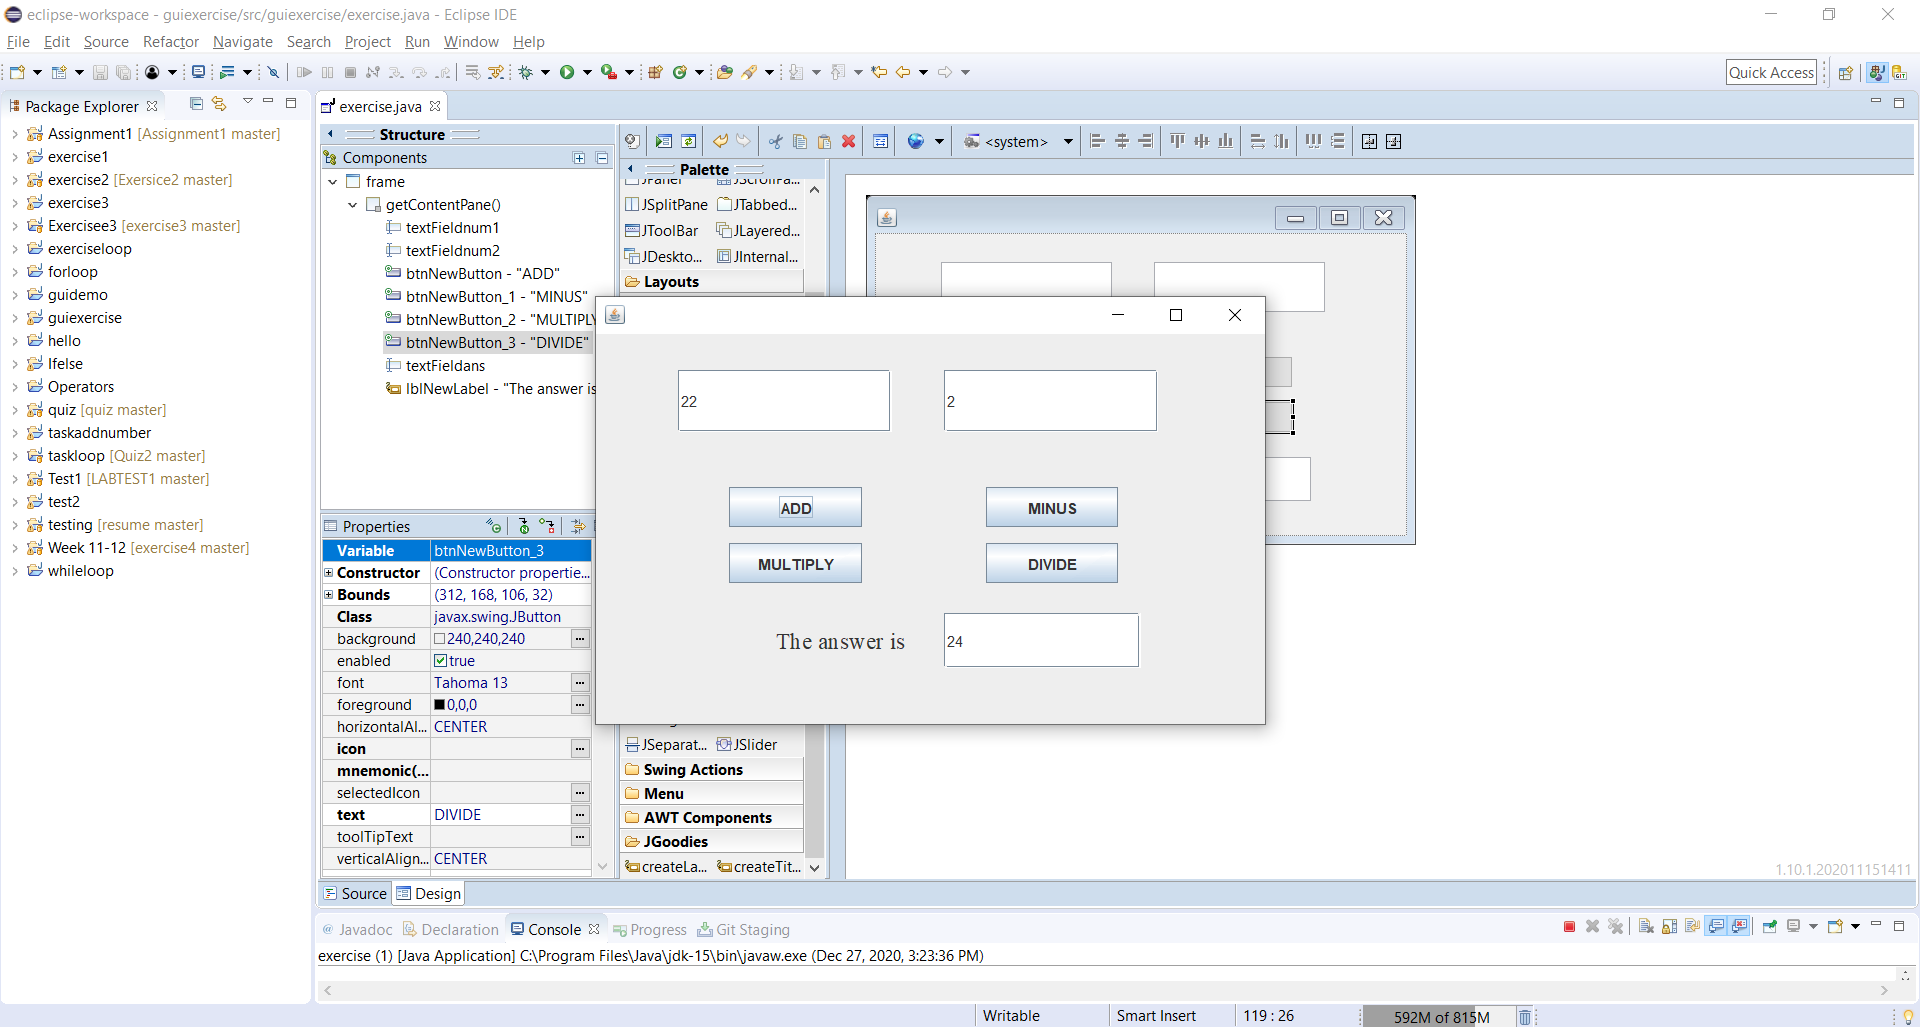 eclipse-workspace - guiexercise/src/guiexercise/exercise.java - Eclipse IDE
File Edit Source Refactor Navigate Search Project Run Window Help
Quick Access
Package Explorer
Assignment1 [Assignment1 master]
exercise1
exercise2 [Exersice2 master]
exercise3
Exercisee3 [exercise3 master]
exerciseloop
forloop
guidemo
guiexercise
hello
Ifelse
Operators
quiz [quiz master]
taskaddnumber
taskloop [Quiz2 master]
Test1 [LABTEST1 master]
test2
testing [resume master]
Week 11-12 [exercise4 master]
whileloop
exercise.java
Structure
Components
frame
getContentPane()
textFieldnum1
textFieldnum2
btnNewButton - "ADD"
btnNewButton_1 - "MINUS"
btnNewButton_2 - "MULTIPLY
btnNewButton_3 - "DIVIDE"
textFieldans
lblNewLabel - "The answer is
Properties
Variable btnNewButton_3
Constructor (Constructor propertie...
Bounds (312, 168, 106, 32)
Class javax.swing.JButton
background 240,240,240
enabled true
font Tahoma 13
foreground 0,0,0
horizontalAl... CENTER
icon
mnemonic(...
selectedIcon
text DIVIDE
toolTipText
verticalAlign... CENTER
<system>
Palette
JPanel JScrollPa...
JSplitPane JTabbed...
JToolBar JLayered...
JDeskto... JInternal...
Layouts
JSeparat... JSlider
Swing Actions
Menu
AWT Components
JGoodies
createLa... createTit...
22 2
ADD MINUS
MULTIPLY DIVIDE
The answer is 24
1.10.1.202011151411
Source Design
Javadoc Declaration Console Progress Git Staging
exercise (1) [Java Application] C:\Program Files\Java\jdk-15\bin\javaw.exe (Dec 27, 2020, 3:23:36 PM)
Writable Smart Insert 119 : 26 592M of 815M